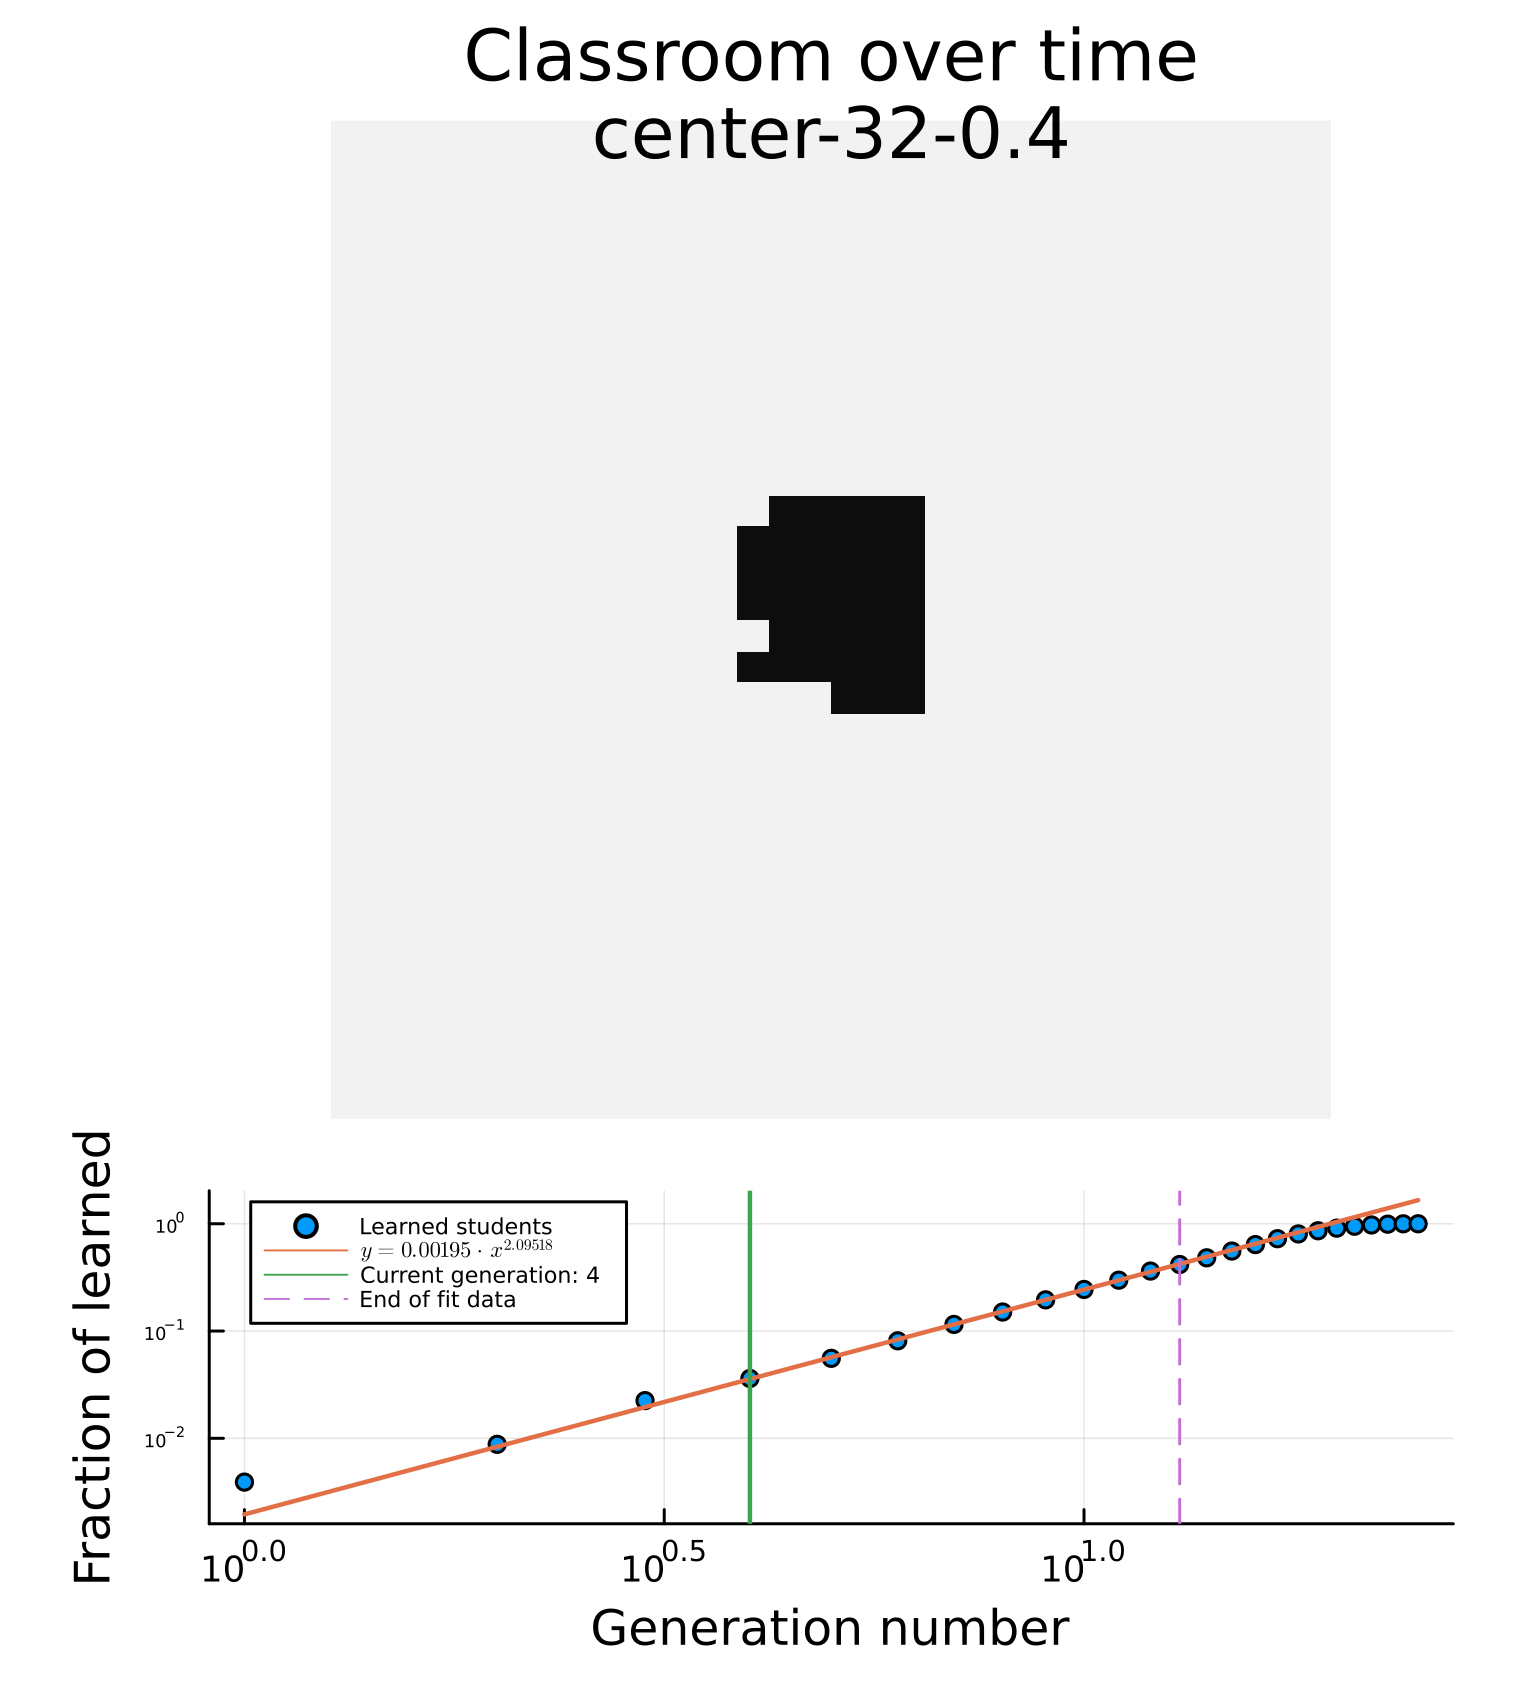 Classroom over time
center-32-0.4
Fraction of learned
10⁰
10⁻¹
10⁻²
Learned students
y = 0.00195 · x^2.09518
Current generation: 4
End of fit data
10^0.0
10^0.5
10^1.0
Generation number